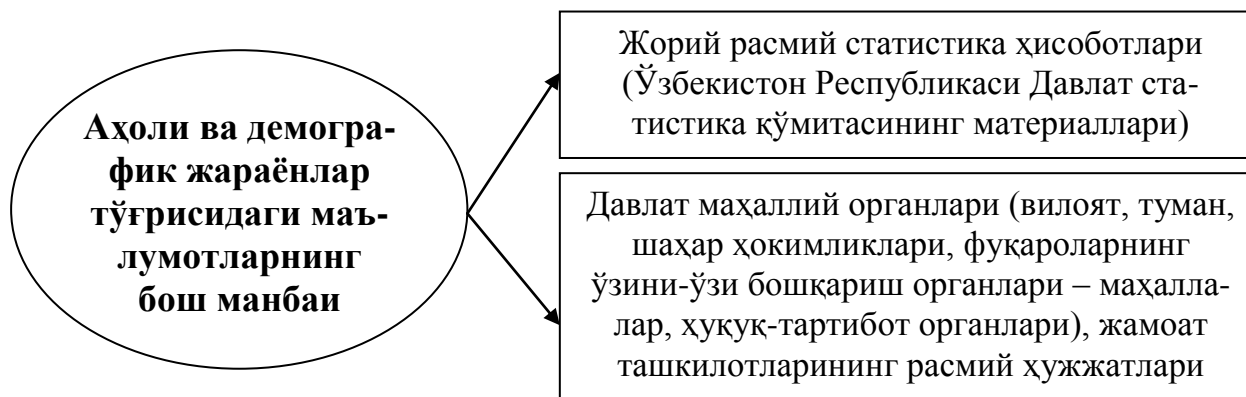 Аҳоли ва демогра-
фик жараёнлар
тўғрисидаги маъ-
лумотларнинг
бош манбаи
Жорий расмий статистика ҳисоботлари
(Ўзбекистон Республикаси Давлат ста-
тистика қўмитасининг материаллари)
Давлат маҳаллий органлари (вилоят, туман,
шаҳар ҳокимликлари, фуқароларнинг
ўзини-ўзи бошқариш органлари – маҳалла-
лар, ҳуқуқ-тартибот органлари), жамоат
ташкилотларининг расмий ҳужжатлари